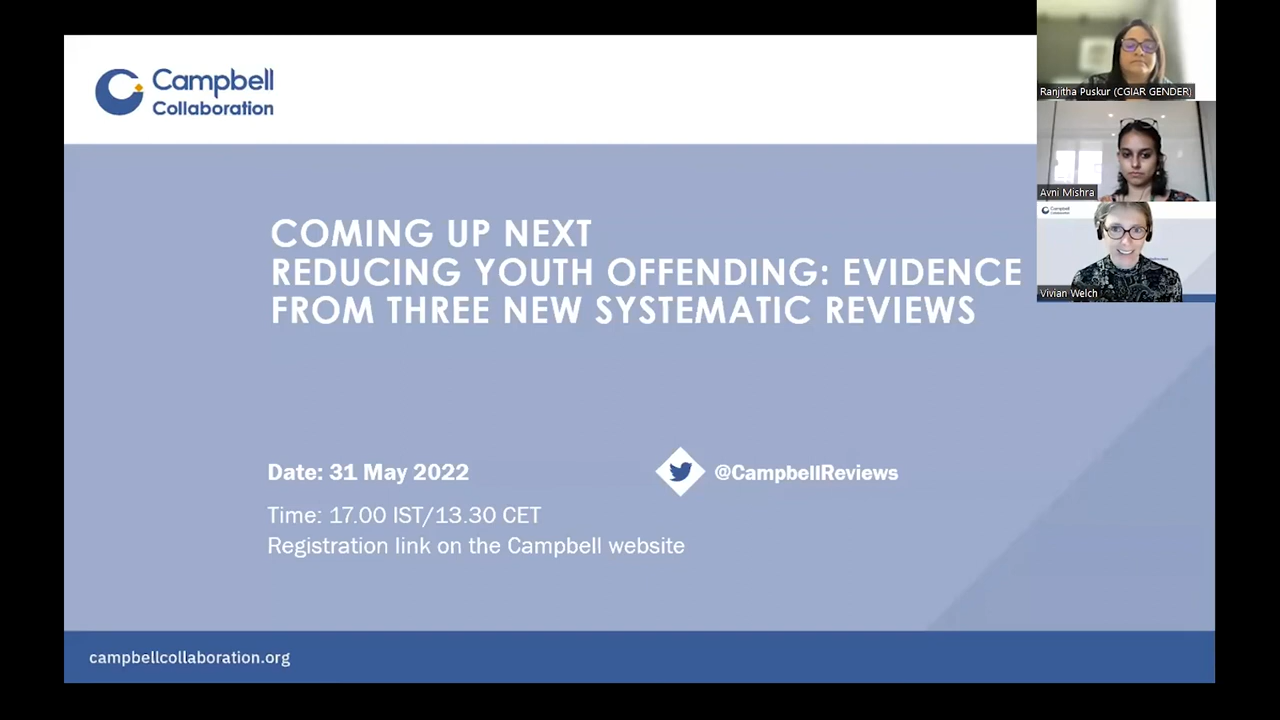 Campbell
Collaboration
COMING UP NEXT
REDUCING YOUTH OFFENDING: EVIDENCE
FROM THREE NEW SYSTEMATIC REVIEWS
Date: 31 May 2022
@CampbellReviews
Time: 17.00 IST/13.30 CET
Registration link on the Campbell website
campbellcollaboration.org
Ranjitha Puskur (CGIAR GENDER)
Avni Mishra
Campbell
Collaboration
Vivian Welch